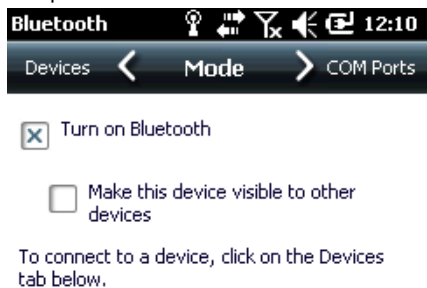 Bluetooth 12:10
Devices Mode COM Ports
Turn on Bluetooth
Make this device visible to other
devices
To connect to a device, click on the Devices
tab below.